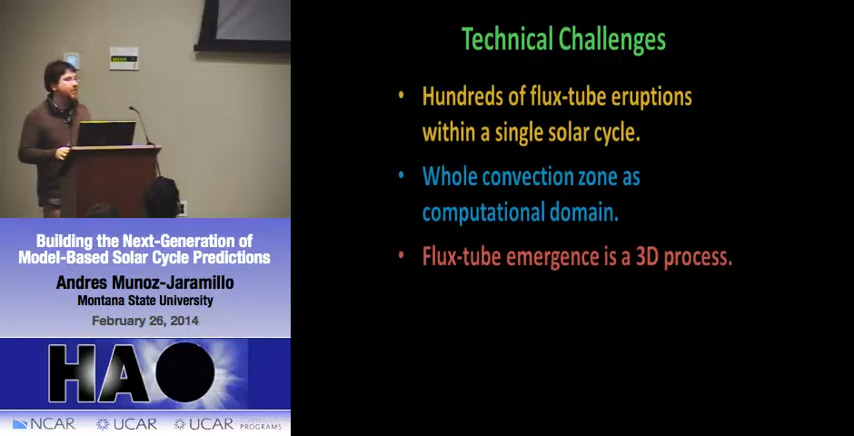 Technical Challenges
• Hundreds of flux-tube eruptions
within a single solar cycle.
• Whole convection zone as
computational domain.
• Flux-tube emergence is a 3D process.
Building the Next-Generation of
Model-Based Solar Cycle Predictions
Andres Munoz-Jaramillo
Montana State University
February 26, 2014
HAO
NCAR UCAR UCAR COMMUNITY PROGRAMS